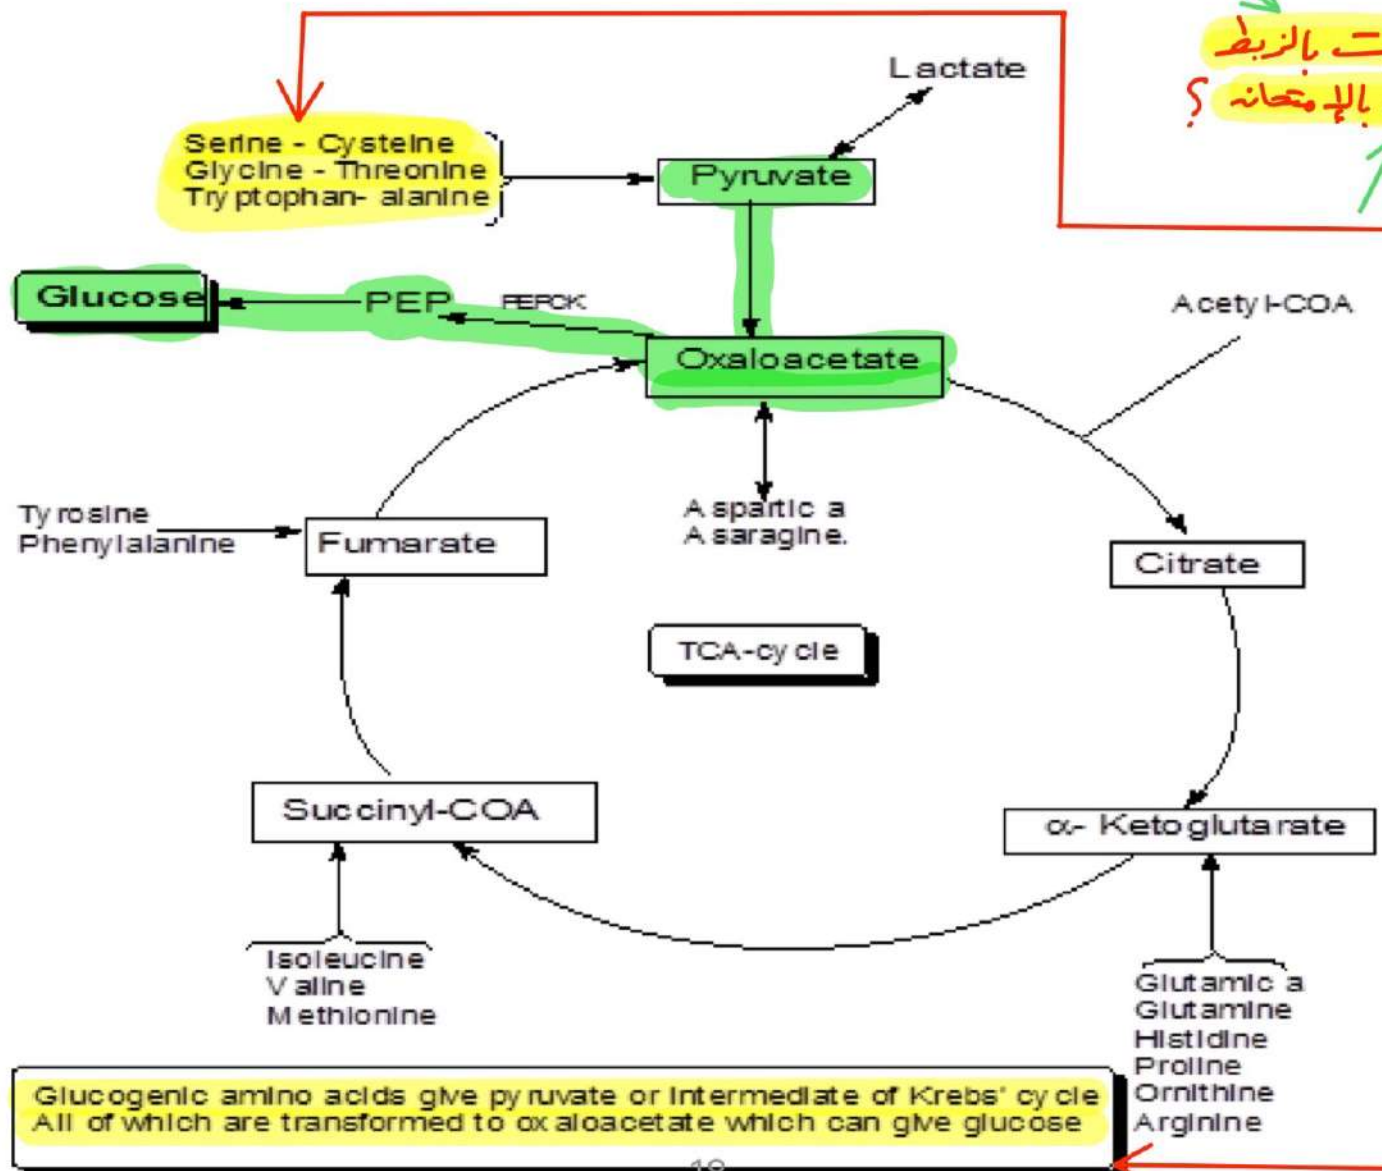 ت بالزبط
بالإمتحانه ؟
Lactate
Serine - Cysteine
Glycine - Threonine
Tryptophan- alanine
Pyruvate
Glucose
PEP
PEPCK
Acetyl-COA
Oxaloacetate
Tyrosine
Phenylalanine
Fumarate
Aspartic a
Asaragine.
Citrate
TCA-cycle
Succinyl-COA
α- Ketoglutarate
Isoleucine
Valine
Methionine
Glutamic a
Glutamine
Histidine
Proline
Ornithine
Arginine
Glucogenic amino acids give pyruvate or intermediate of Krebs' cycle
All of which are transformed to oxaloacetate which can give glucose